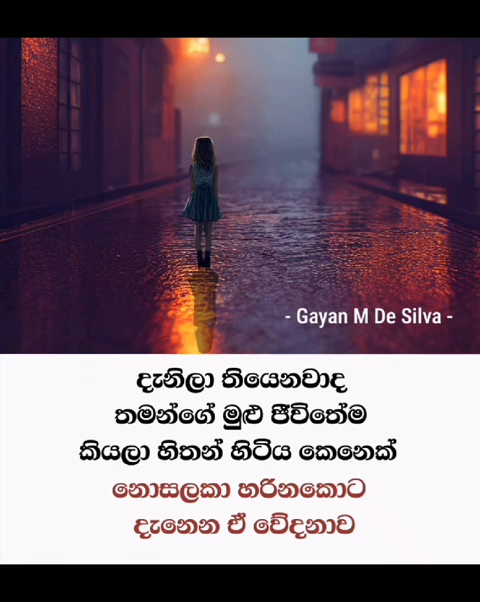 - Gayan M De Silva -
දැනිලා තියෙනවාද
තමන්ගේ මුළු ජීවිතේම
කියලා හිතන් හිටිය කෙනෙක්
නොසලකා හරිනකොට
දැනෙන ඒ වේදනාව